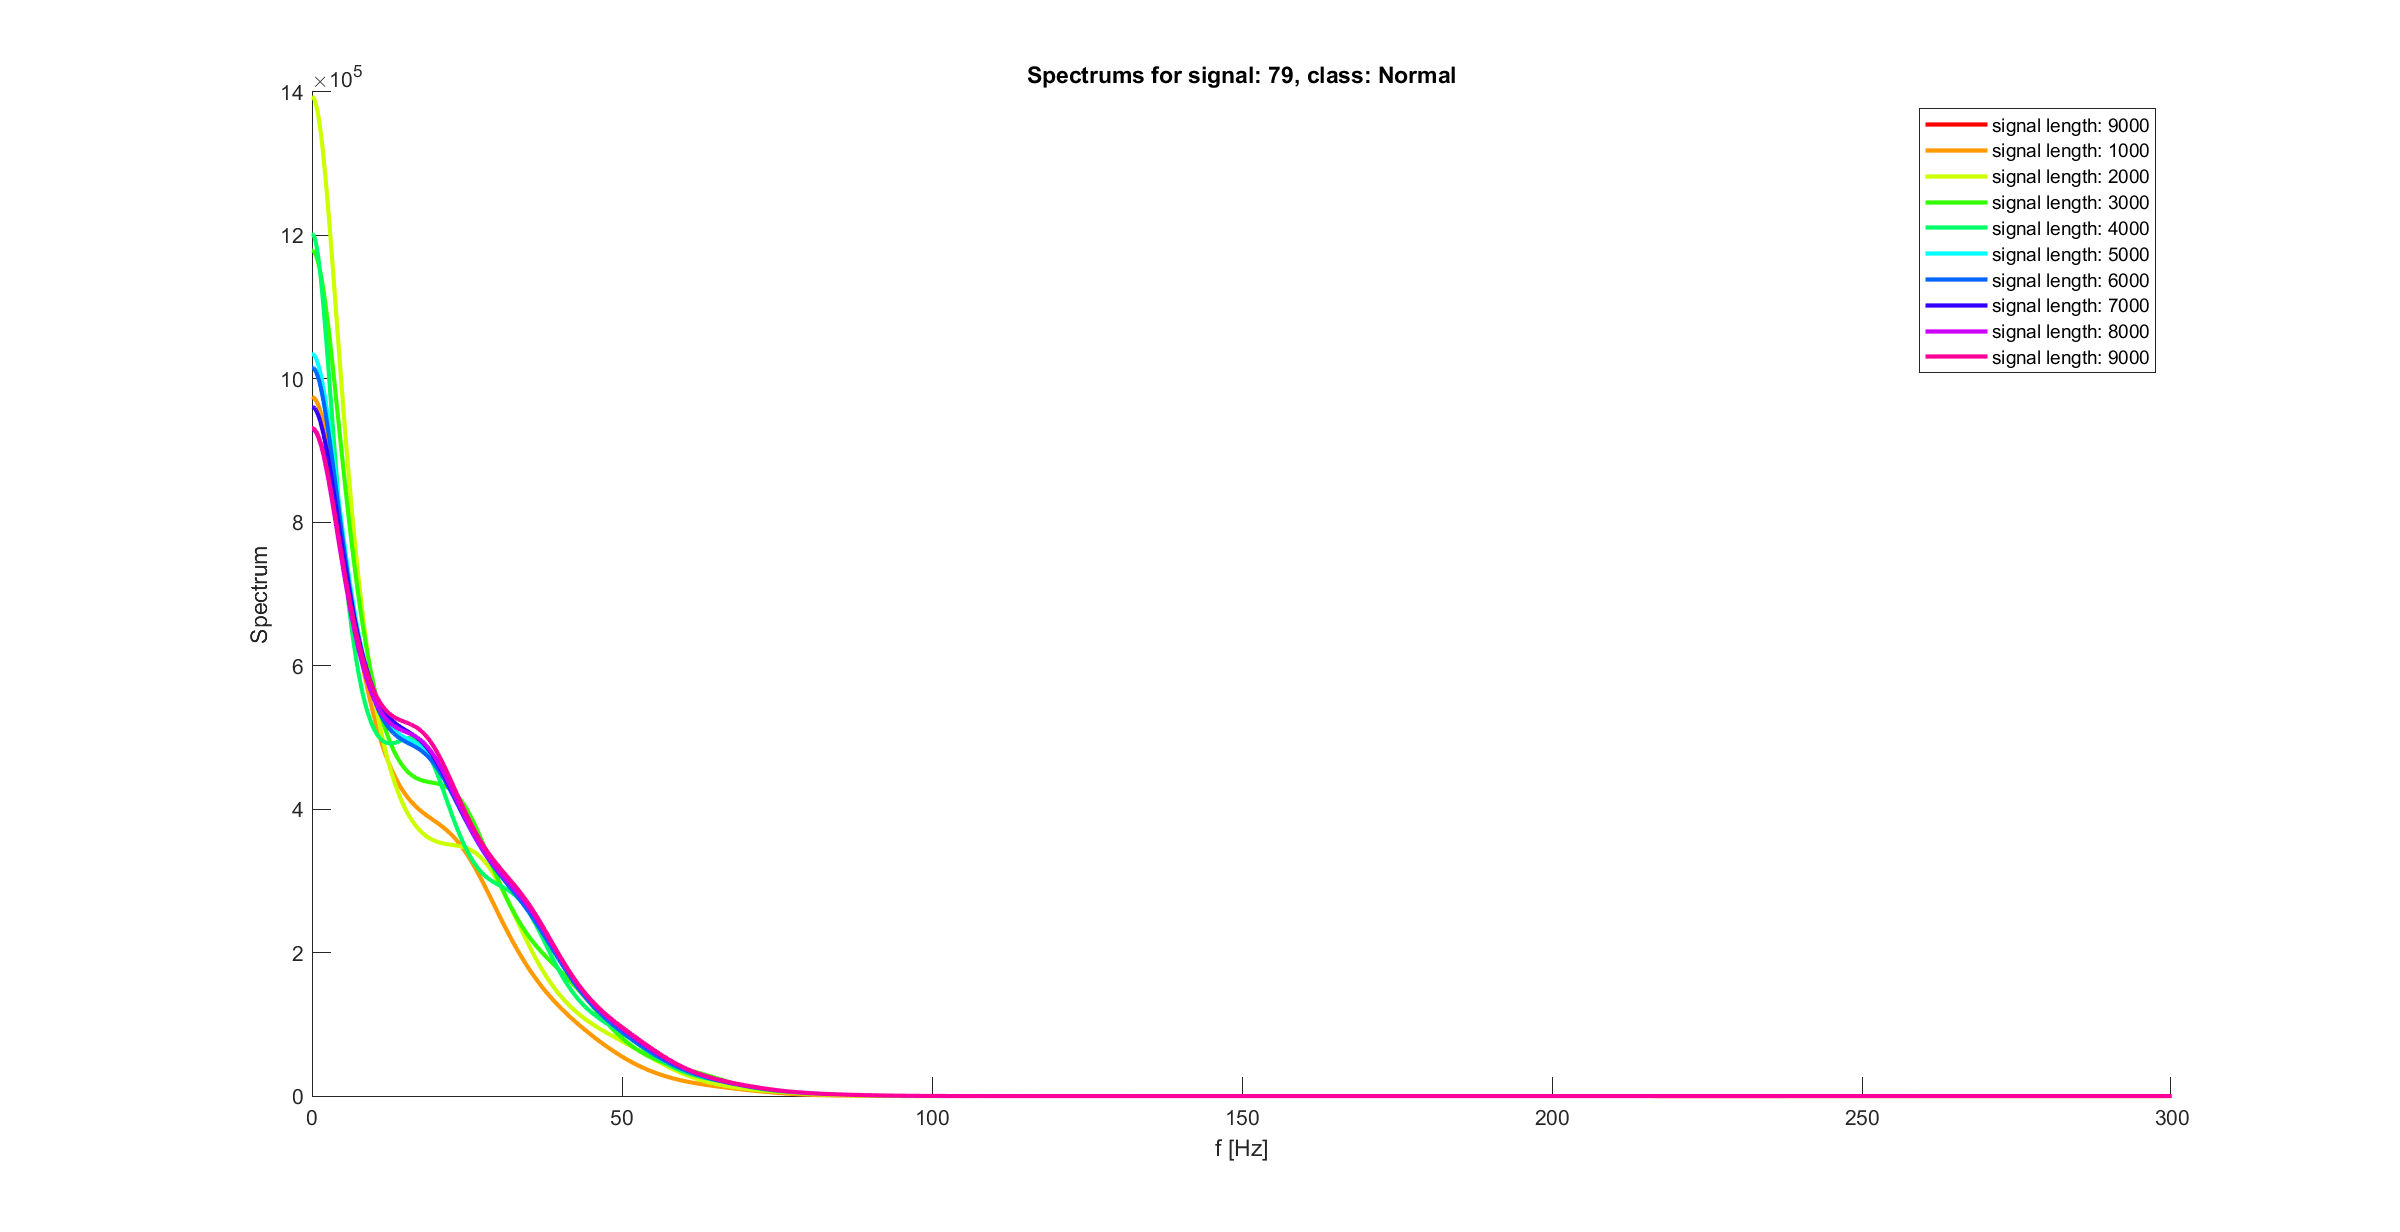 Spectrums for signal: 79, class: Normal
×10^5
14
12
10
8
6
4
2
0
Spectrum
0 50 100 150 200 250 300
f [Hz]
signal length: 9000
signal length: 1000
signal length: 2000
signal length: 3000
signal length: 4000
signal length: 5000
signal length: 6000
signal length: 7000
signal length: 8000
signal length: 9000